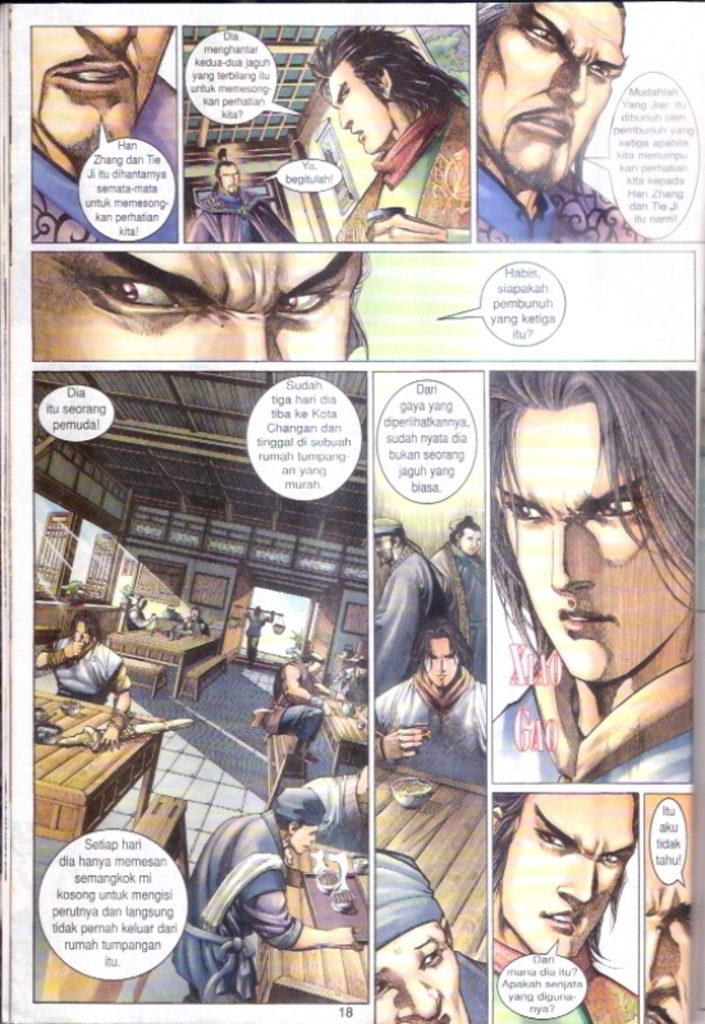 Han
Zhang dan Tie
Ji itu dihantar
semata-mata
untuk memesong-
kan perhatian
kita!
Dia
menghantar
kedua-dua jaguh
yang terbilang itu
untuk memesong-
kan perhatian
kita?
Ya,
begitulah!
Mudahlah
Yang Jian itu
dibunuh oleh
pembunuh yang
ketiga apabila
kita menumpu
kan perhatian
kita kepada
Han Zhang
dan Tie Ji
itu nanti!
Habis,
siapakah
pembunuh
yang ketiga
itu?
Dia
itu seorang
pemuda!
Sudah
tiga hari dia
tiba ke Kota
Changan dan
tinggal di sebuah
rumah tumpang-
an yang
murah.
Setiap hari
dia hanya memesan
semangkok mi
kosong untuk mengisi
perutnya dan langsung
tidak pernah keluar dari
rumah tumpangan
itu.
Dari
gaya yang
diperlihatkannya,
sudah nyata dia
bukan seorang
jaguh yang
biasa.
XIAO
GAO
Dari
mana dia itu?
Apakah senjata
yang diguna-
nya?
Itu
aku
tidak
tahu!
18